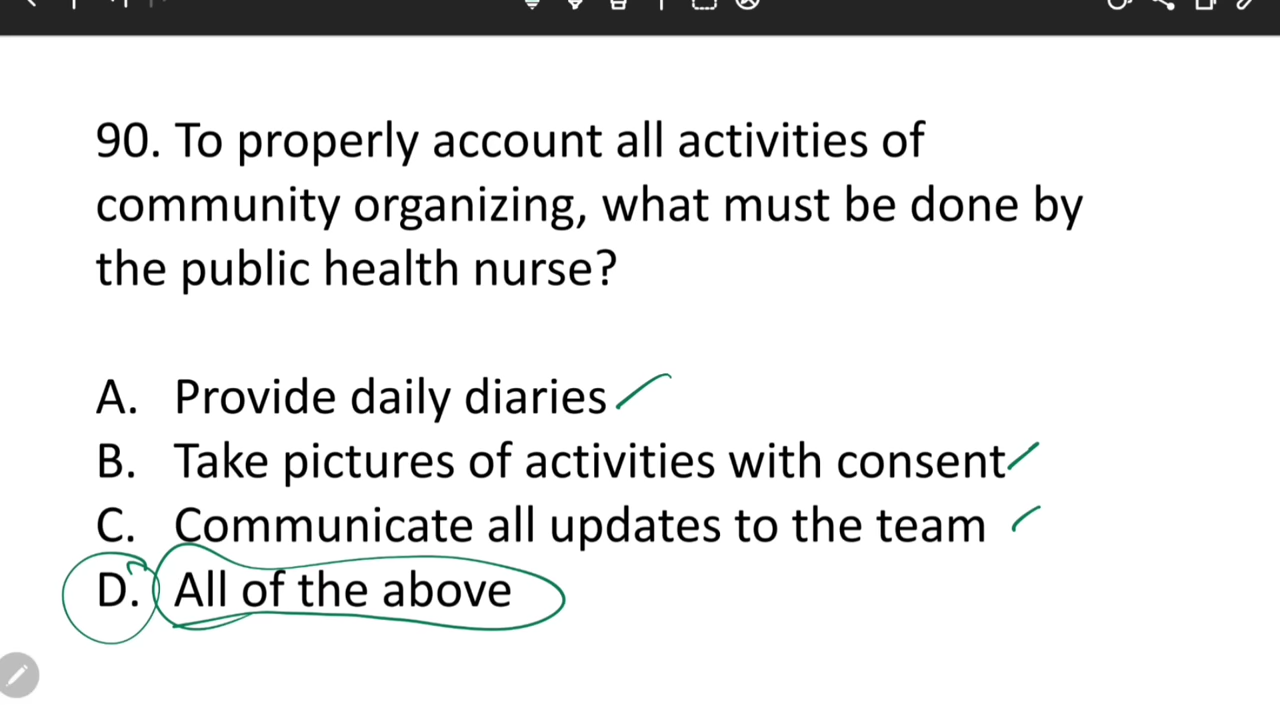 90. To properly account all activities of
community organizing, what must be done by
the public health nurse?
A. Provide daily diaries
B. Take pictures of activities with consent
C. Communicate all updates to the team
D. All of the above